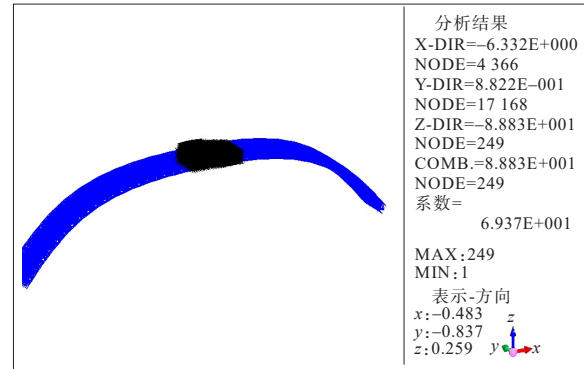 分析结果
X-DIR=–6.332E+000
NODE=4 366
Y-DIR=8.822E–001
NODE=17 168
Z-DIR=–8.883E+001
NODE=249
COMB.=8.883E+001
NODE=249
系数=
6.937E+001
MAX:249
MIN:1
表示-方向
x:–0.483
y:–0.837
z:0.259
z
y
x